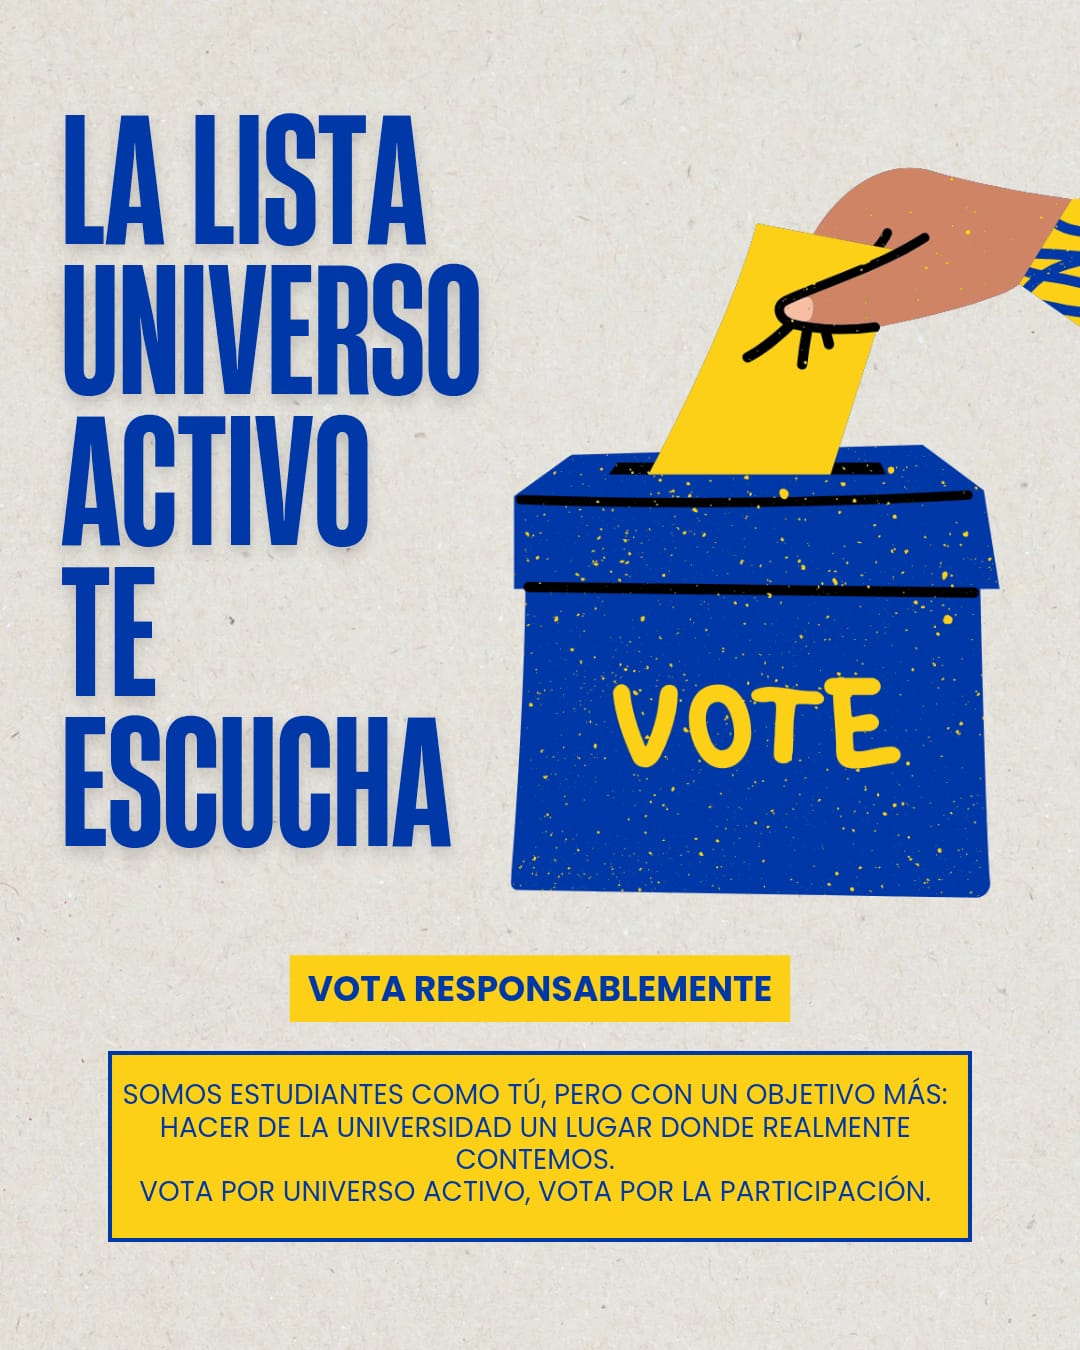 LA LISTA
UNIVERSO
ACTIVO
TE
ESCUCHA
VOTE
VOTA RESPONSABLEMENTE
SOMOS ESTUDIANTES COMO TÚ, PERO CON UN OBJETIVO MÁS:
HACER DE LA UNIVERSIDAD UN LUGAR DONDE REALMENTE
CONTEMOS.
VOTA POR UNIVERSO ACTIVO, VOTA POR LA PARTICIPACIÓN.